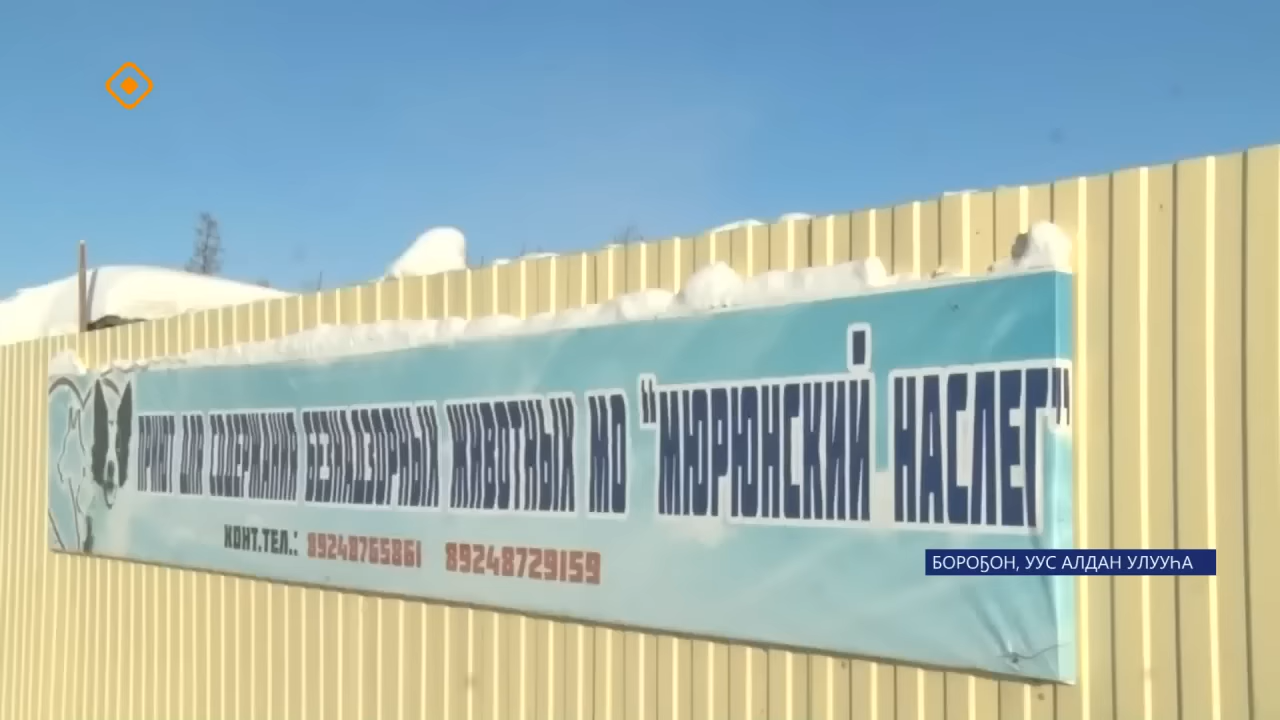 ПРИЮТ ДЛЯ СОДЕРЖАНИЯ БЕЗНАДЗОРНЫХ ЖИВОТНЫХ МО "МЮРЮНСКИЙ НАСЛЕГ"
КОНТ.ТЕЛ.: 89248765861 89248729159
БОРОҔОН, УУС АЛДАН УЛУУҺА